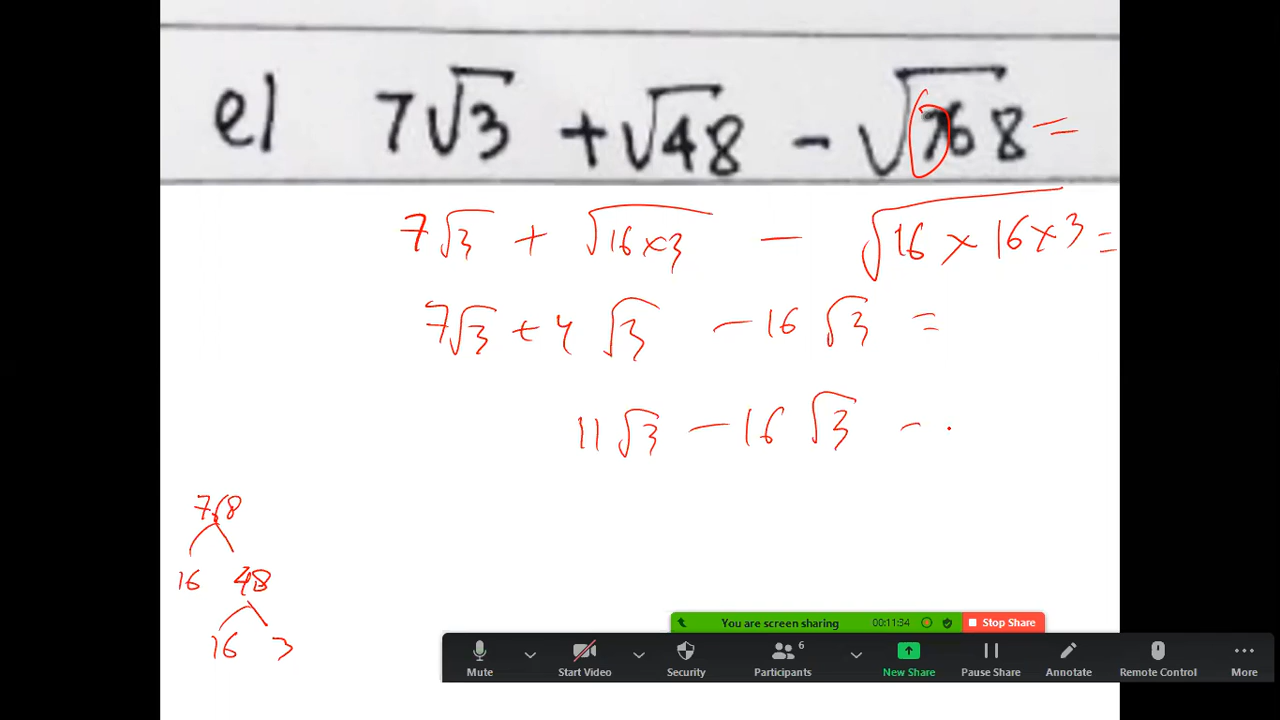 e) 7√3 + √48 - √768 =
7√3 + √16×3 - √16×16×3 =
7√3 + 4√3 - 16√3 =
11√3 - 16√3 -
768
16 48
16 3
You are screen sharing 00:11:34 Stop Share
Mute Start Video Security 6 Participants New Share Pause Share Annotate Remote Control More